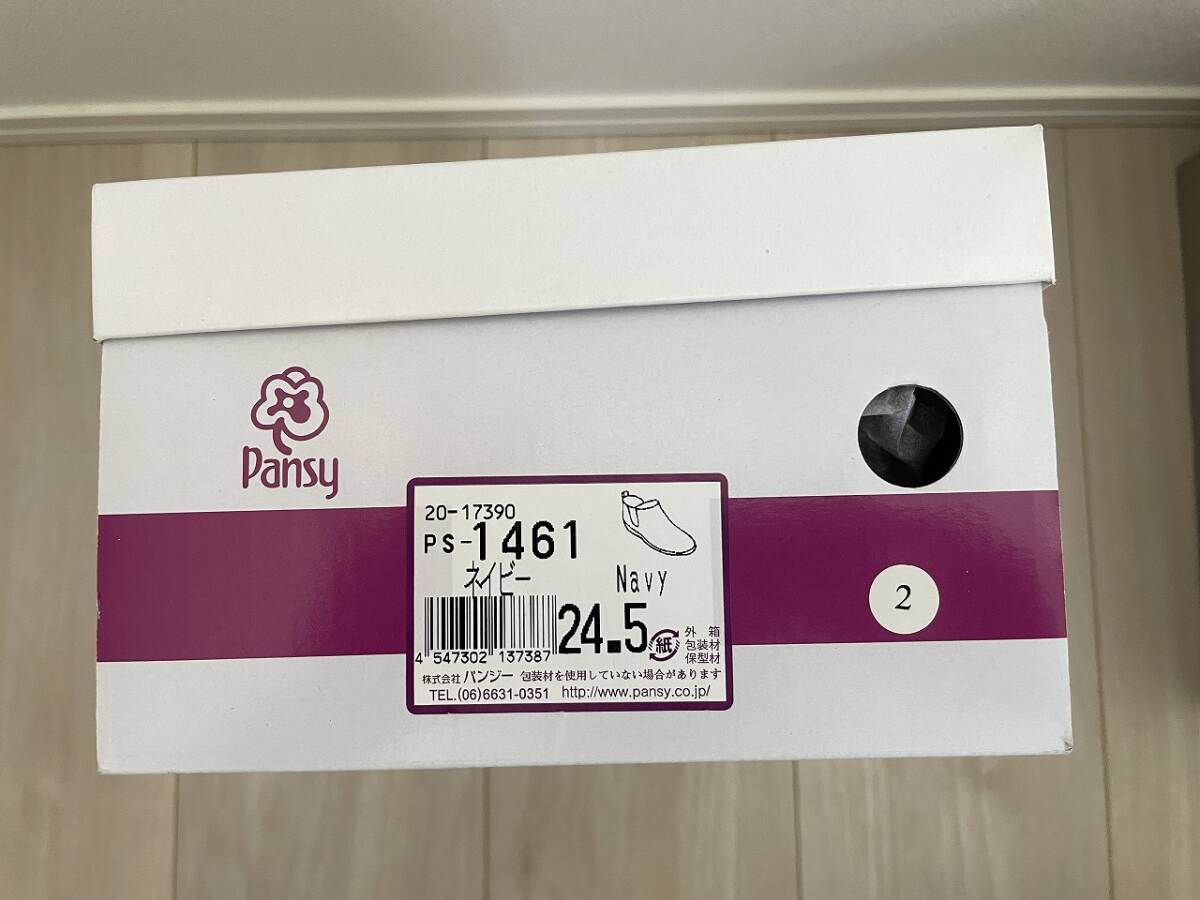 Pansy
20-17390
PS-1461
ネイビー Navy
24.5
紙
外箱
包装材
保型材
4 547302 137387
株式会社 パンジー 包装材を使用していない場合があります
TEL.(06)6631-0351 http://www.pansy.co.jp/
2